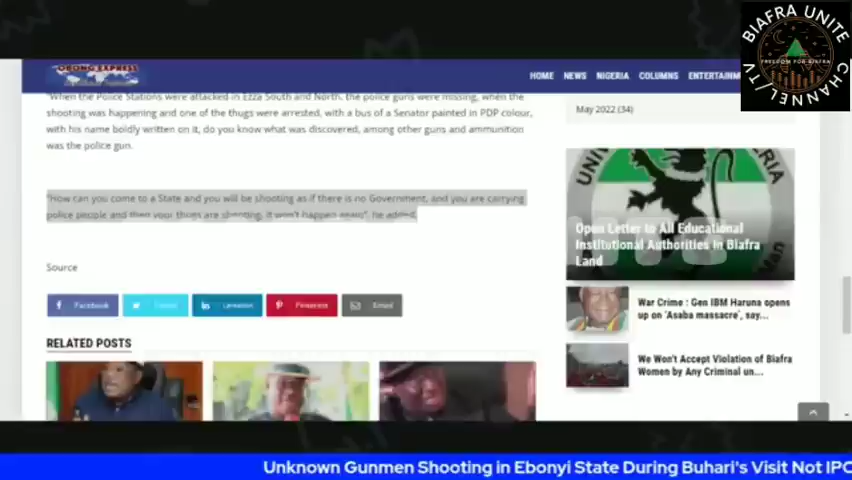 BIAFRA UNITE
CHANNEL/TV
FREEDOM FOR BIAFRA
OBONG EXPRESS
HOME NEWS NIGERIA COLUMNS ENTERTAINM
"When the Police Stations were attacked in Ezza South and North, the police guns were missing, when the
shooting was happening and one of the thugs were arrested, with a bus of a Senator painted in PDP colour,
with his name boldly written on it, do you know what was discovered, among other guns and ammunition
was the police gun.
"How can you come to a State and you will be shooting as if there is no Government, and you are carrying
police people and then your thugs are shooting, it won't happen again", he added.
Source
Facebook
Twitter
LinkedIn
Pinterest
Email
RELATED POSTS
May 2022 (34)
Open Letter to All Educational
Institutional Authorities In Biafra
Land
War Crime : Gen IBM Haruna opens
up on 'Asaba massacre', say...
We Won't Accept Violation of Biafra
Women by Any Criminal un...
Unknown Gunmen Shooting in Ebonyi State During Buhari's Visit Not IPO